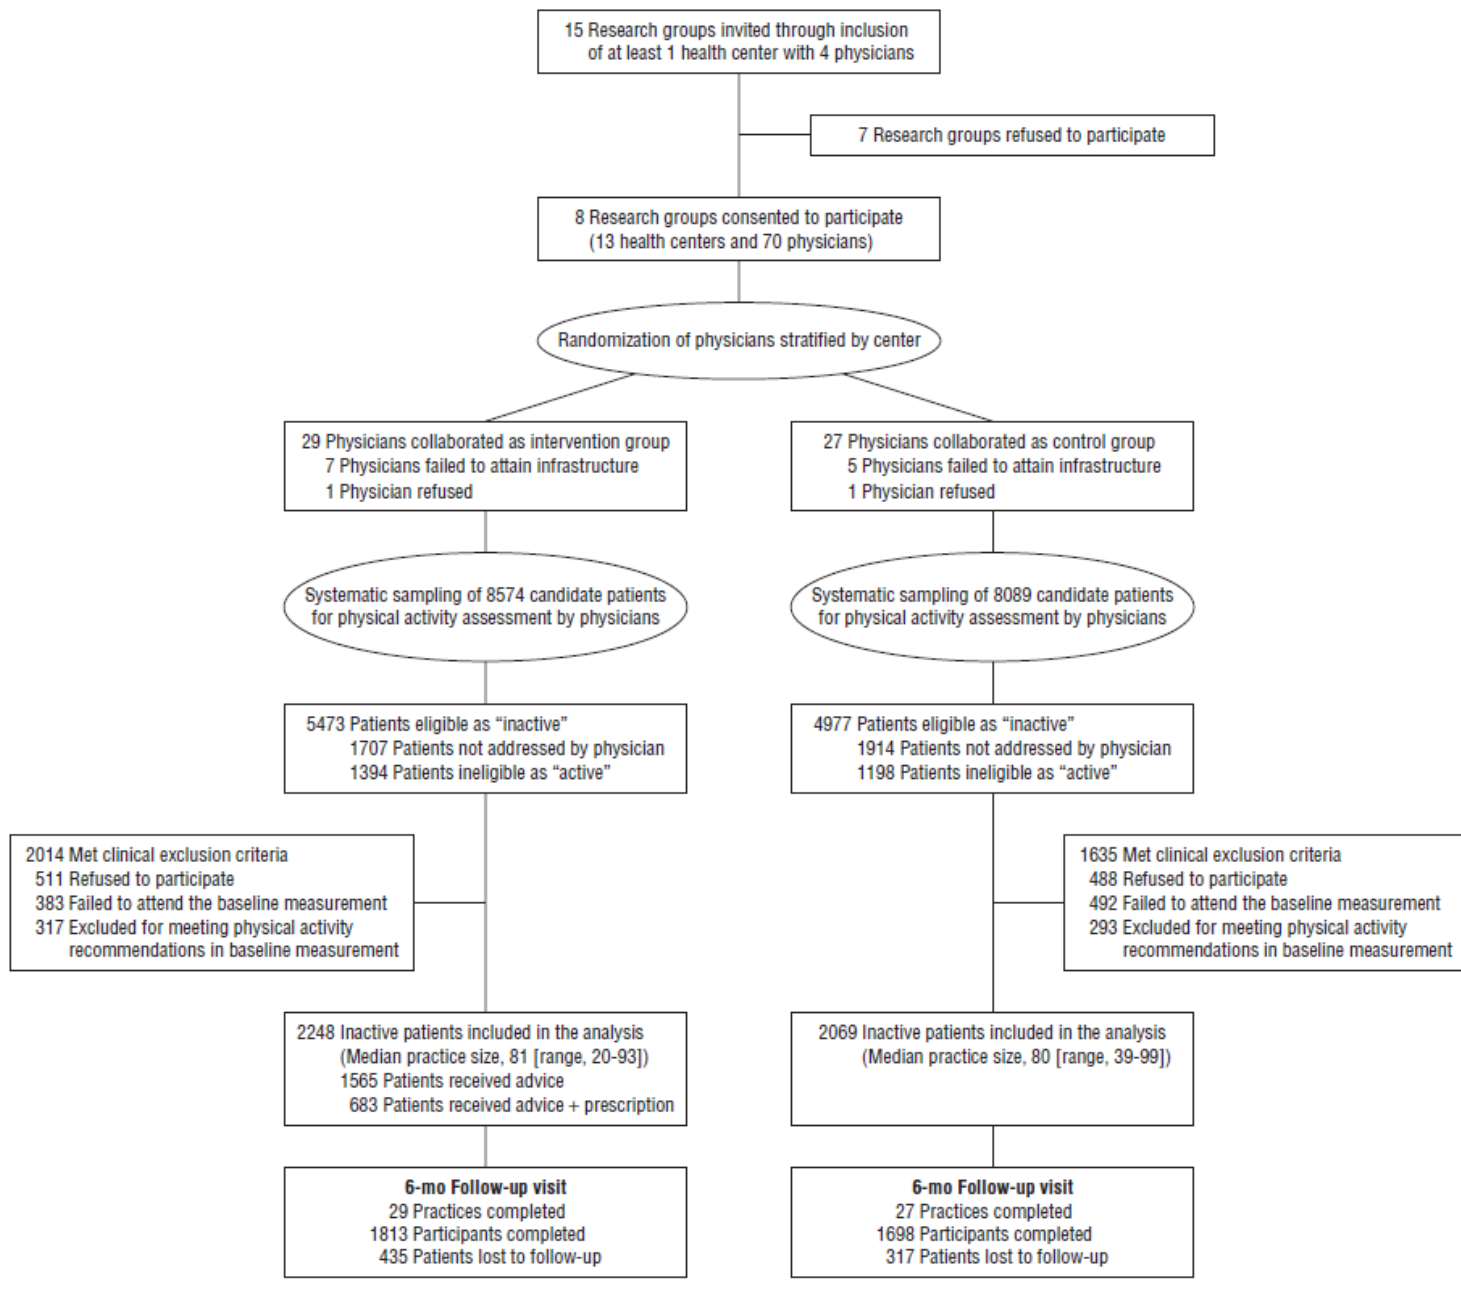 15 Research groups invited through inclusion
of at least 1 health center with 4 physicians
7 Research groups refused to participate
8 Research groups consented to participate
(13 health centers and 70 physicians)
Randomization of physicians stratified by center
29 Physicians collaborated as intervention group
7 Physicians failed to attain infrastructure
1 Physician refused
27 Physicians collaborated as control group
5 Physicians failed to attain infrastructure
1 Physician refused
Systematic sampling of 8574 candidate patients
for physical activity assessment by physicians
Systematic sampling of 8089 candidate patients
for physical activity assessment by physicians
5473 Patients eligible as “inactive”
1707 Patients not addressed by physician
1394 Patients ineligible as “active”
4977 Patients eligible as “inactive”
1914 Patients not addressed by physician
1198 Patients ineligible as “active”
2014 Met clinical exclusion criteria
511 Refused to participate
383 Failed to attend the baseline measurement
317 Excluded for meeting physical activity
recommendations in baseline measurement
1635 Met clinical exclusion criteria
488 Refused to participate
492 Failed to attend the baseline measurement
293 Excluded for meeting physical activity
recommendations in baseline measurement
2248 Inactive patients included in the analysis
(Median practice size, 81 [range, 20-93])
1565 Patients received advice
683 Patients received advice + prescription
2069 Inactive patients included in the analysis
(Median practice size, 80 [range, 39-99])
6-mo Follow-up visit
29 Practices completed
1813 Participants completed
435 Patients lost to follow-up
6-mo Follow-up visit
27 Practices completed
1698 Participants completed
317 Patients lost to follow-up